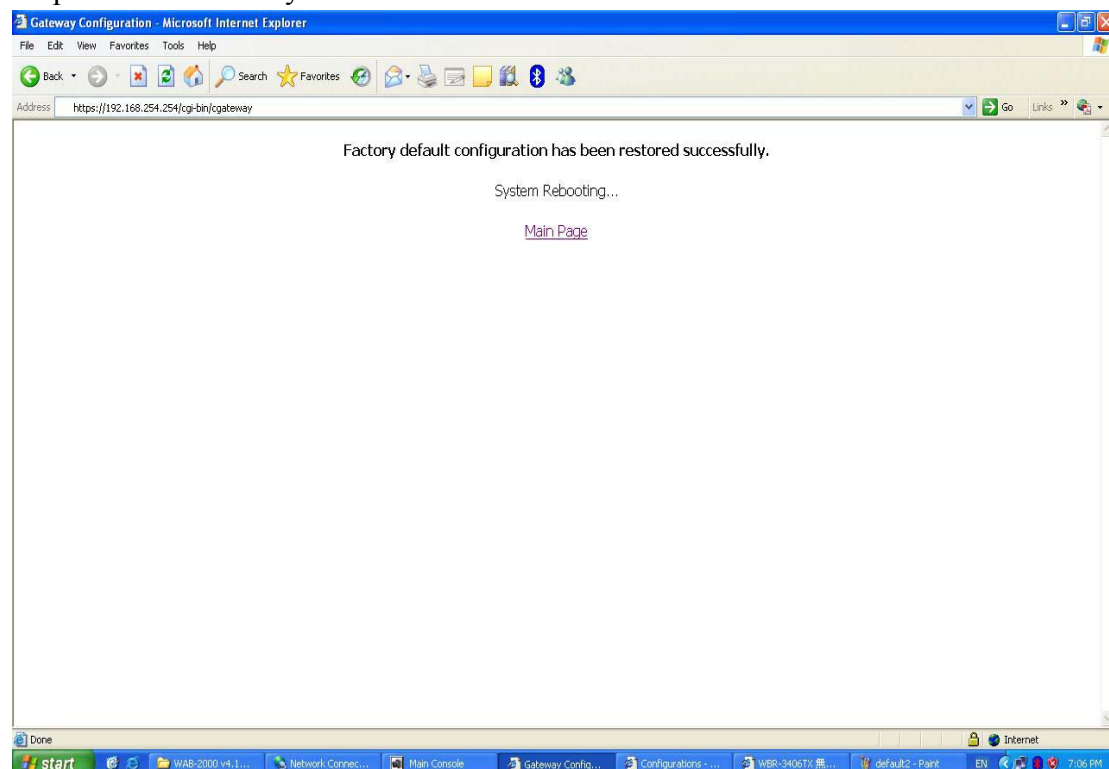 Gateway Configuration - Microsoft Internet Explorer
File Edit View Favorites Tools Help
Back Search Favorites
Address https://192.168.254.254/cgi-bin/cgateway Go Links »
Factory default configuration has been restored successfully.
System Rebooting...
Main Page
Done Internet
start WAB-2000 v4.1... Network Connec... Main Console Gateway Config... Configurations - ... WBR-3406TX 無... default2 - Paint EN 7:06 PM